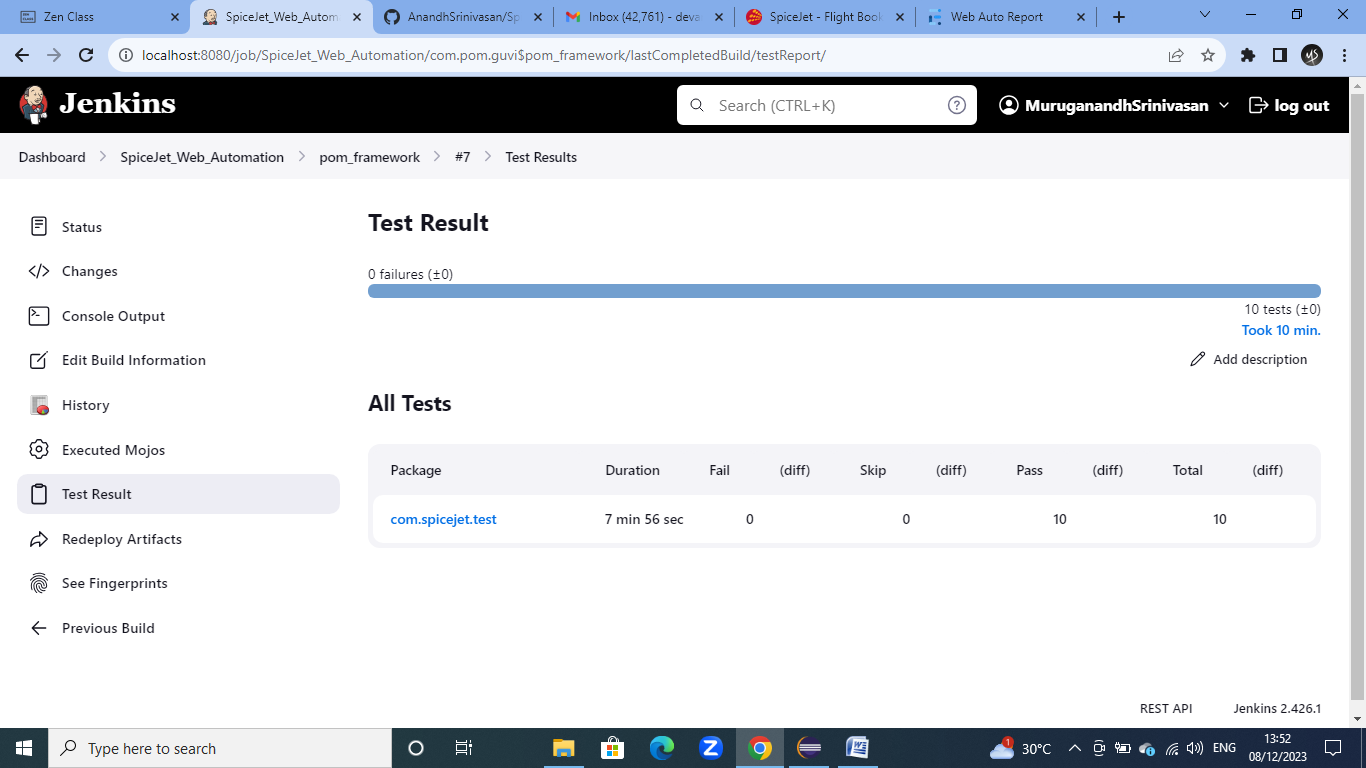 Zen Class
SpiceJet_Web_Autom
AnandhSrinivasan/Sp
Inbox (42,761) - deva
SpiceJet - Flight Book
Web Auto Report
localhost:8080/job/SpiceJet_Web_Automation/com.pom.guvi$pom_framework/lastCompletedBuild/testReport/
Jenkins
Search (CTRL+K)
MuruganandhSrinivasan
log out
Dashboard
SpiceJet_Web_Automation
pom_framework
#7
Test Results
Status
Changes
Console Output
Edit Build Information
History
Executed Mojos
Test Result
Redeploy Artifacts
See Fingerprints
Previous Build
Test Result
0 failures (±0)
10 tests (±0)
Took 10 min.
Add description
All Tests
Package Duration Fail (diff) Skip (diff) Pass (diff) Total (diff)
com.spicejet.test 7 min 56 sec 0 0 10 10
REST API Jenkins 2.426.1
Type here to search
1
30°C
ENG
13:52
08/12/2023